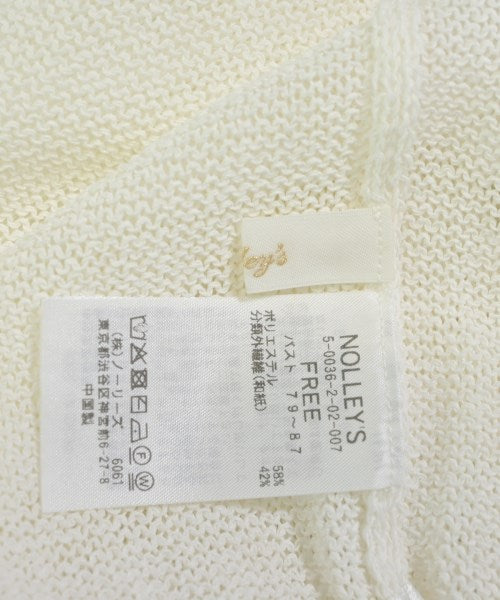 ley's
NOLLEY'S
5-0036-2-02-007
FREE
バスト 79~87
ポリエステル 58%
分類外繊維(和紙) 42%
(株)ノーリーズ 6061
東京都渋谷区神宮前6-27-8
中国製